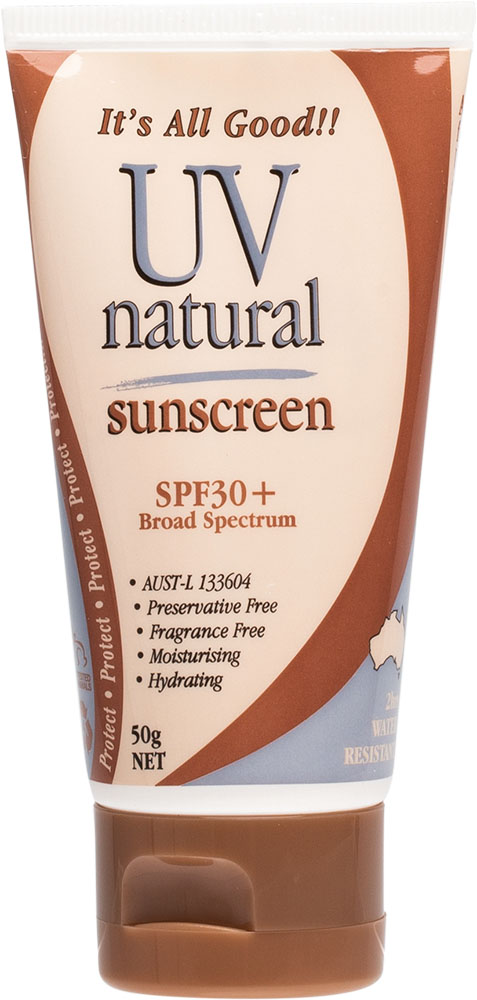 It's All Good!!
UV
natural
sunscreen
SPF30+
Broad Spectrum
• AUST-L 133604
• Preservative Free
• Fragrance Free
• Moisturising
• Hydrating
50g
NET
Protect • Protect • Protect • Protect •
RESISTAN